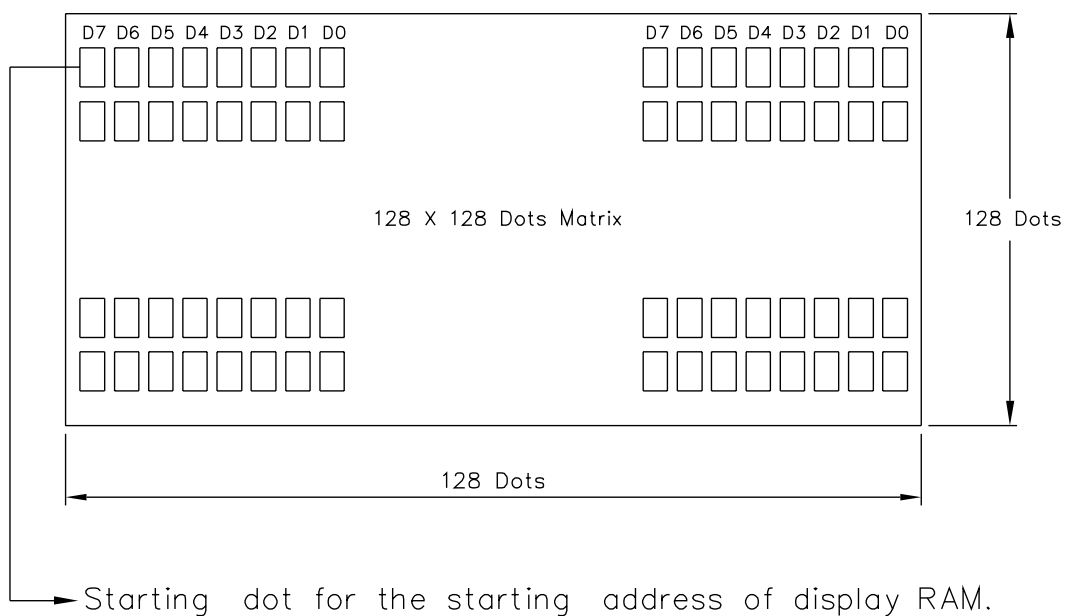 D7 D6 D5 D4 D3 D2 D1 D0 D7 D6 D5 D4 D3 D2 D1 D0
128 X 128 Dots Matrix
128 Dots
128 Dots
Starting dot for the starting address of display RAM.